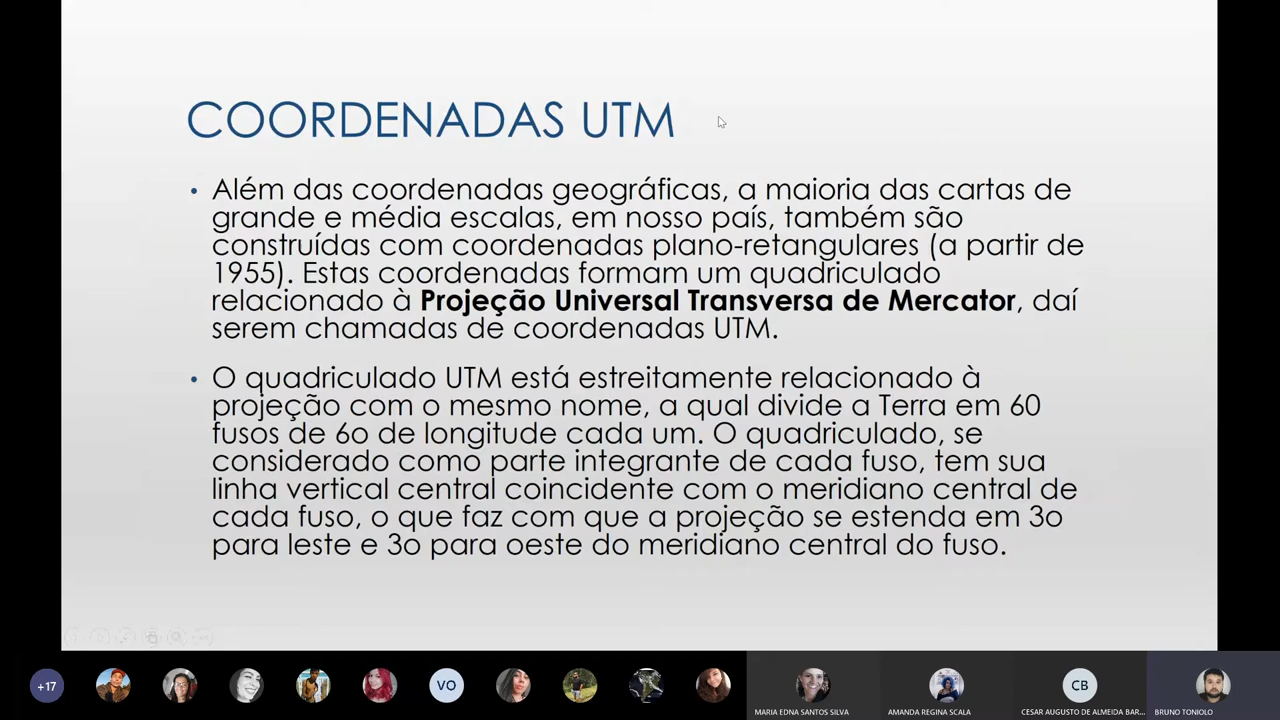 COORDENADAS UTM
• Além das coordenadas geográficas, a maioria das cartas de
grande e média escalas, em nosso país, também são
construídas com coordenadas plano-retangulares (a partir de
1955). Estas coordenadas formam um quadriculado
relacionado à Projeção Universal Transversa de Mercator, daí
serem chamadas de coordenadas UTM.
• O quadriculado UTM está estreitamente relacionado à
projeção com o mesmo nome, a qual divide a Terra em 60
fusos de 6o de longitude cada um. O quadriculado, se
considerado como parte integrante de cada fuso, tem sua
linha vertical central coincidente com o meridiano central de
cada fuso, o que faz com que a projeção se estenda em 3o
para leste e 3o para oeste do meridiano central do fuso.
+17
VO
CB
MARIA EDNA SANTOS SILVA
AMANDA REGINA SCALA
CESAR AUGUSTO DE ALMEIDA BAR...
BRUNO TONIOLO